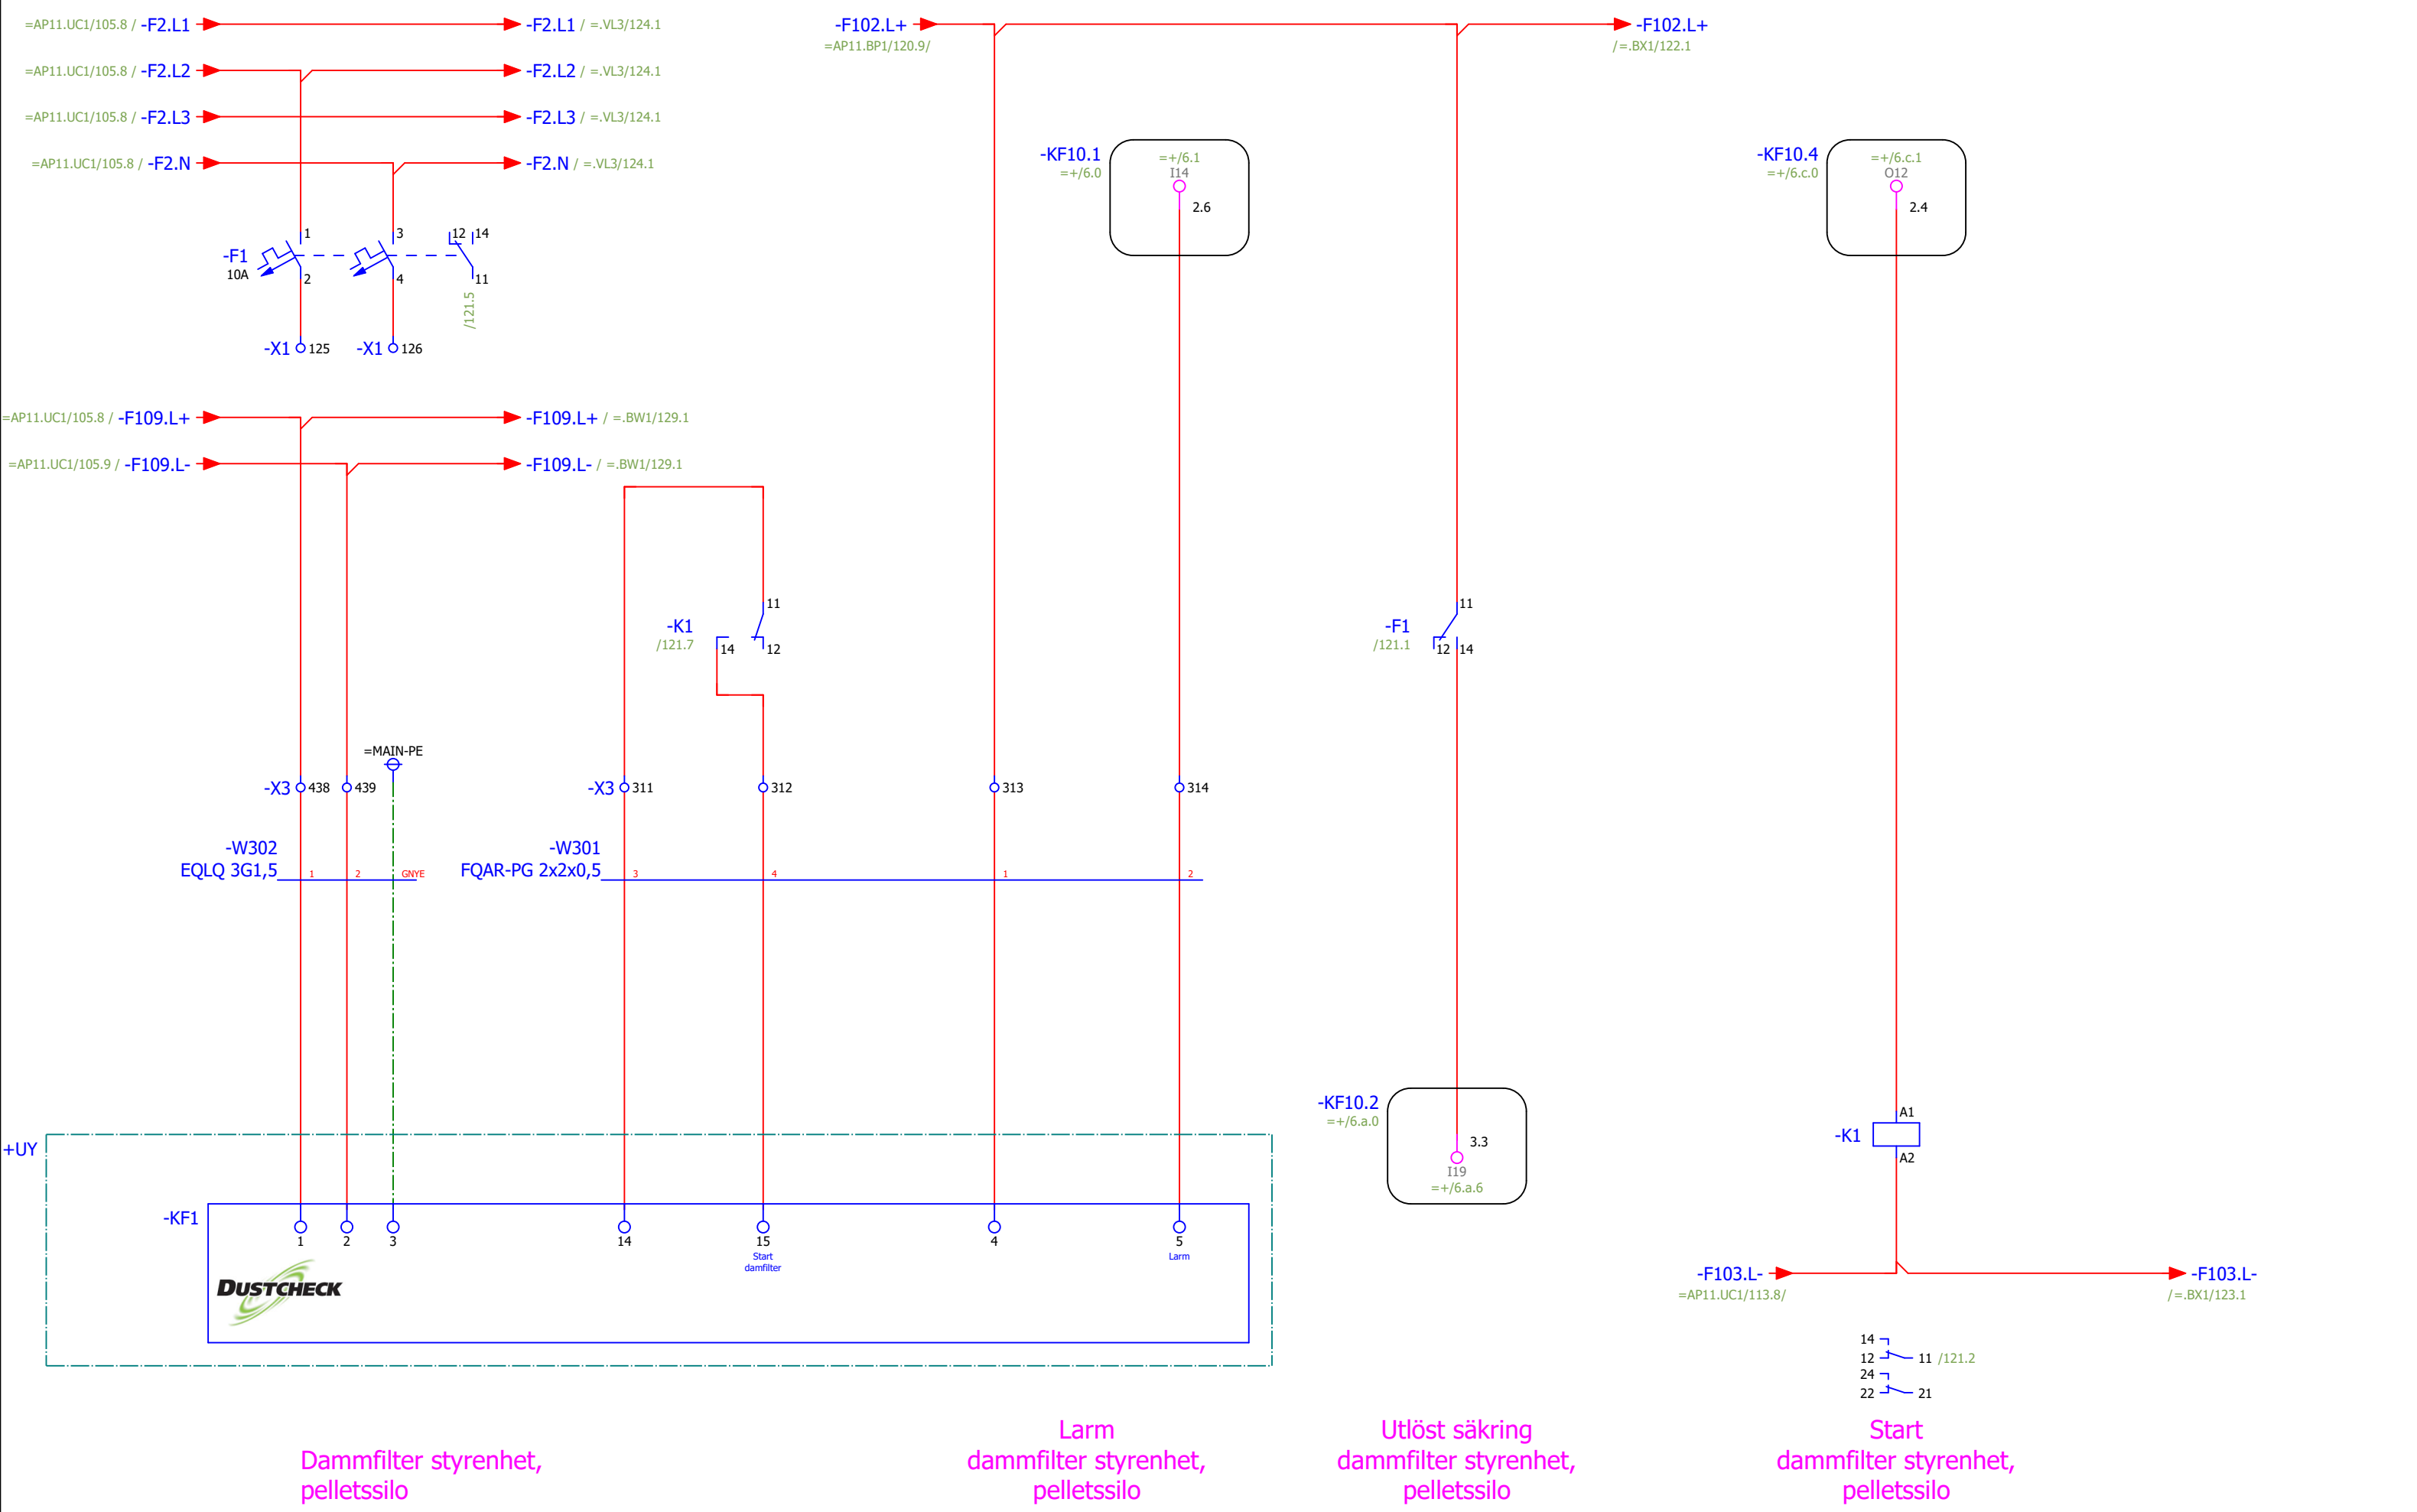 =AP11.UC1/105.8 / -F2.L1
-F2.L1 / =.VL3/124.1
=AP11.UC1/105.8 / -F2.L2
-F2.L2 / =.VL3/124.1
=AP11.UC1/105.8 / -F2.L3
-F2.L3 / =.VL3/124.1
=AP11.UC1/105.8 / -F2.N
-F2.N / =.VL3/124.1
-F102.L+
=AP11.BP1/120.9/
-F102.L+
/=.BX1/122.1
-KF10.1
=+/6.0
=+/6.1
I14
2.6
-KF10.4
=+/6.c.0
=+/6.c.1
O12
2.4
-F1
10A
1
2
3
4
12
14
11
/121.5
-X1
125
-X1
126
=AP11.UC1/105.8 / -F109.L+
-F109.L+ / =.BW1/129.1
=AP11.UC1/105.9 / -F109.L-
-F109.L- / =.BW1/129.1
-K1
/121.7
11
14
12
-F1
/121.1
11
12
14
=MAIN-PE
-X3
438
439
-X3
311
312
313
314
-W302
EQLQ 3G1,5
1
2
GNYE
-W301
FQAR-PG 2x2x0,5
3
4
1
2
-KF10.2
=+/6.a.0
3.3
I19
=+/6.a.6
-K1
A1
A2
+UY
-KF1
1
2
3
14
15
Start
damfilter
4
5
Larm
DUSTCHECK
-F103.L-
=AP11.UC1/113.8/
-F103.L-
/=.BX1/123.1
14
12
11 /121.2
24
22
21
Dammfilter styrenhet,
pelletssilo
Larm
dammfilter styrenhet,
pelletssilo
Utlöst säkring
dammfilter styrenhet,
pelletssilo
Start
dammfilter styrenhet,
pelletssilo